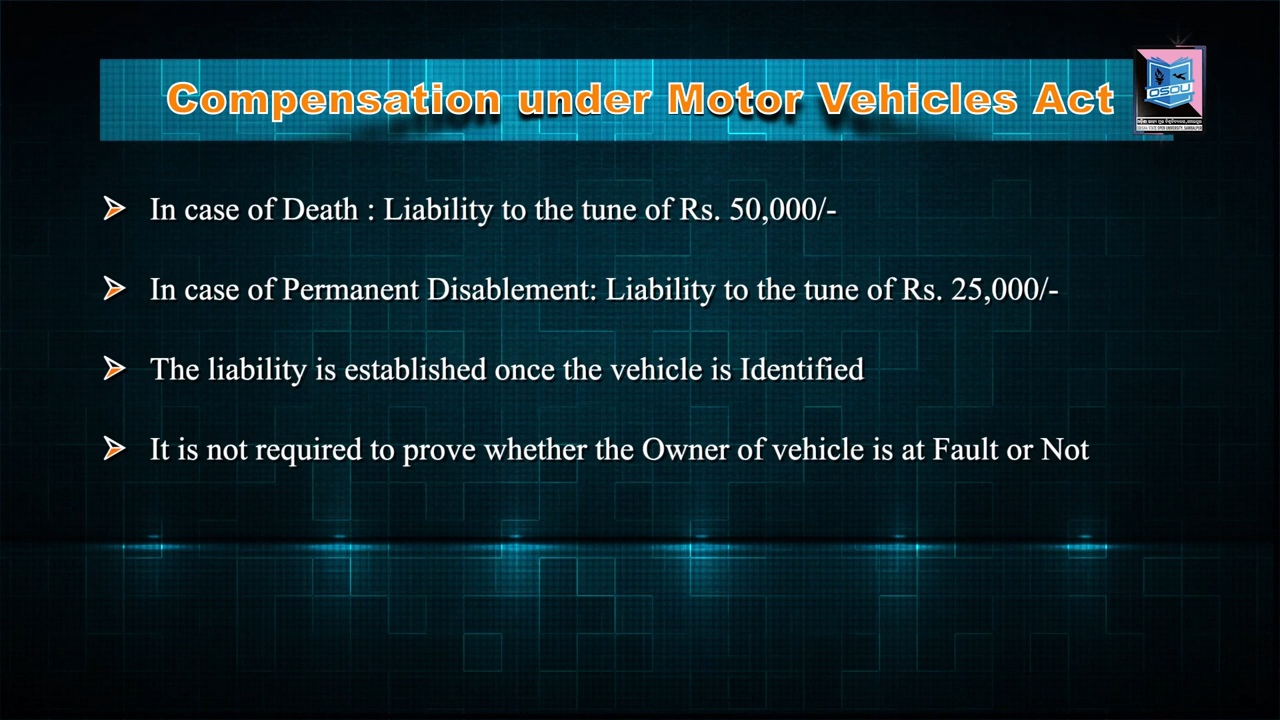 Compensation under Motor Vehicles Act
OSOU
In case of Death : Liability to the tune of Rs. 50,000/-
In case of Permanent Disablement: Liability to the tune of Rs. 25,000/-
The liability is established once the vehicle is Identified
It is not required to prove whether the Owner of vehicle is at Fault or Not